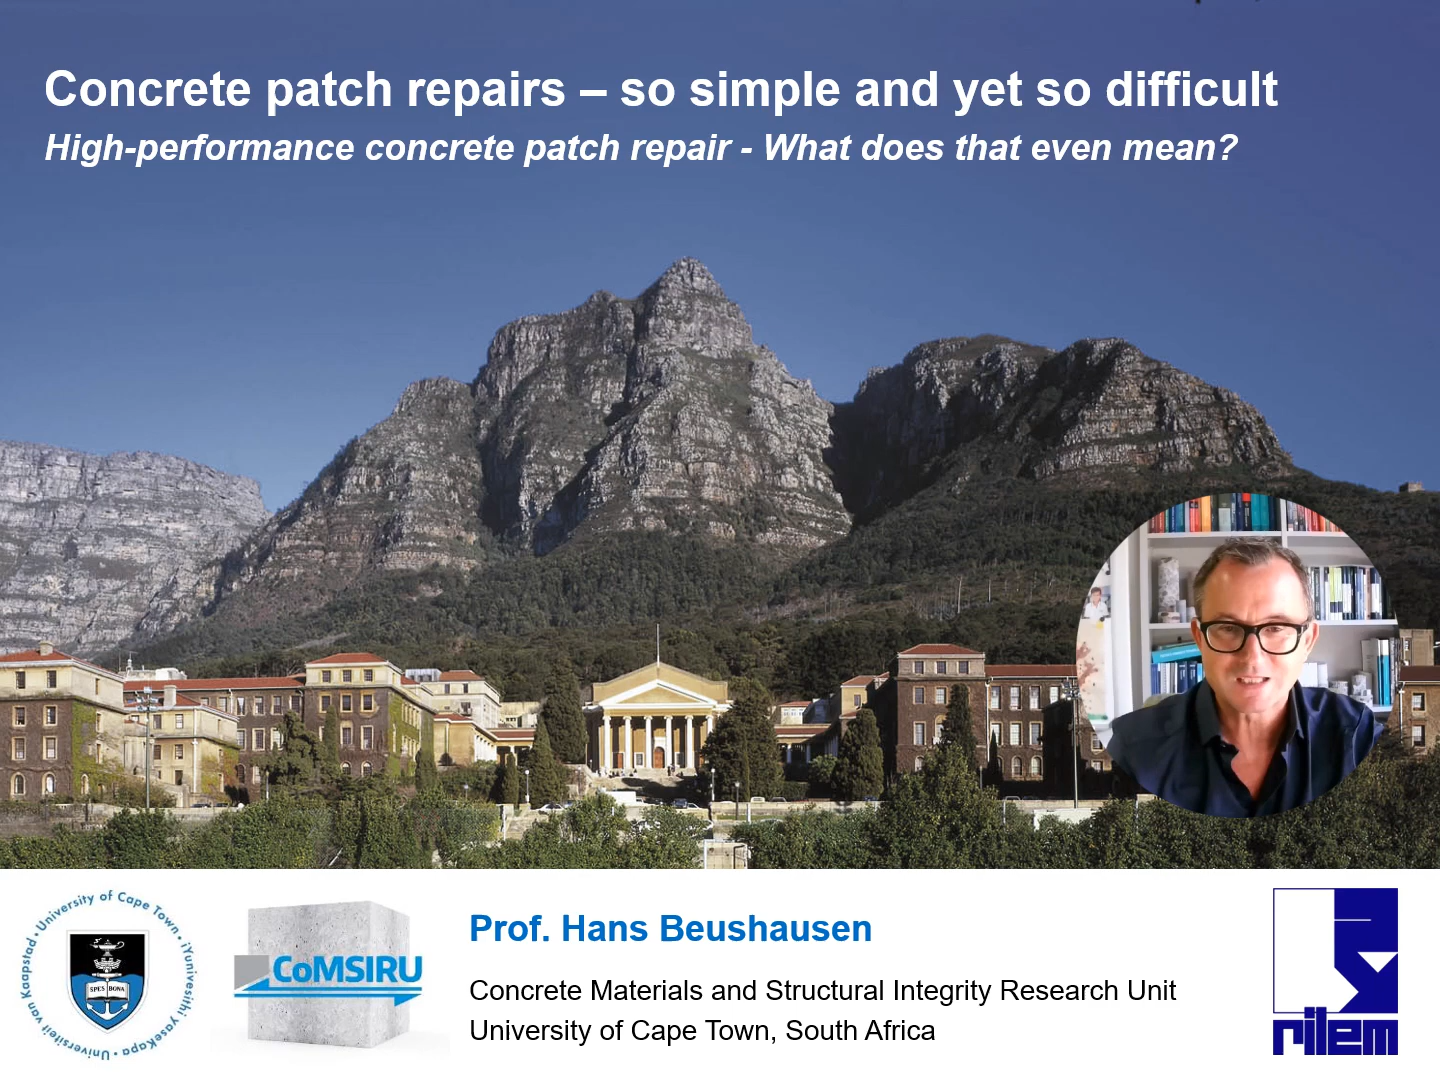 Concrete patch repairs – so simple and yet so difficult
High-performance concrete patch repair - What does that even mean?
University of Cape Town · iYunivesithi yaseKapa · Universiteit van Kaapstad ·
SPES BONA
CoMSIRU
Prof. Hans Beushausen
Concrete Materials and Structural Integrity Research Unit
University of Cape Town, South Africa
rilem